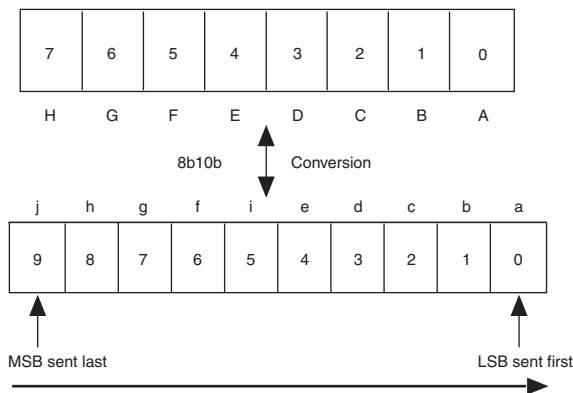 7 6 5 4 3 2 1 0
H G F E D C B A
8b10b Conversion
j h g f i e d c b a
9 8 7 6 5 4 3 2 1 0
MSB sent last LSB sent first